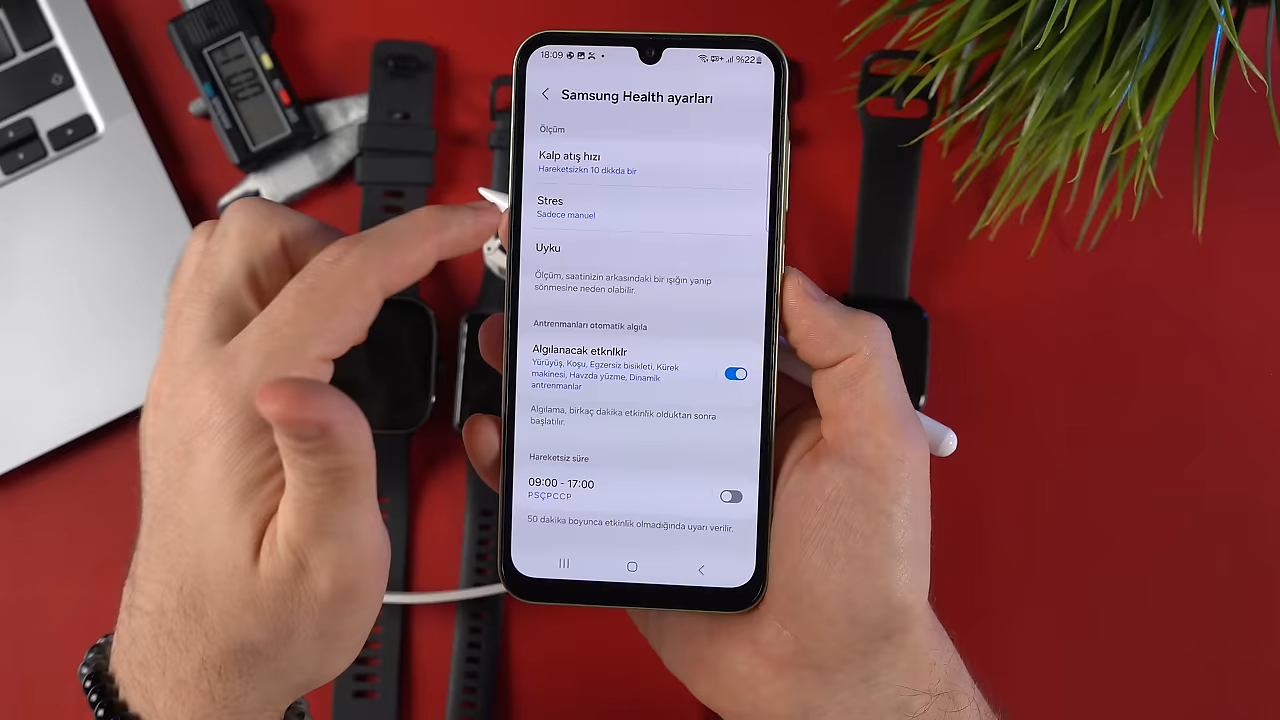 18:09
%22
Samsung Health ayarları
Ölçüm
Kalp atış hızı
Hareketsizkn 10 dkkda bir
Stres
Sadece manuel
Uyku
Ölçüm, saatinizin arkasındaki bir ışığın yanıp
sönmesine neden olabilir.
Antrenmanları otomatik algıla
Algılanacak etknlklr
Yürüyüş, Koşu, Egzersiz bisikleti, Kürek
makinesi, Havzda yüzme, Dinamik
antrenmanlar
Algılama, birkaç dakika etkinlik olduktan sonra
başlatılır.
Hareketsiz süre
09:00 - 17:00
PSÇPCCP
50 dakika boyunca etkinlik olmadığında uyarı verilir.